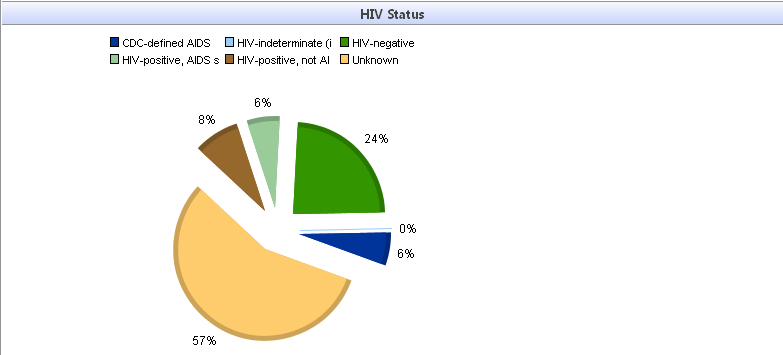 HIV Status
CDC-defined AIDS HIV-indeterminate (i HIV-negative
HIV-positive, AIDS s HIV-positive, not AI Unknown
6%
8%
24%
0%
6%
57%